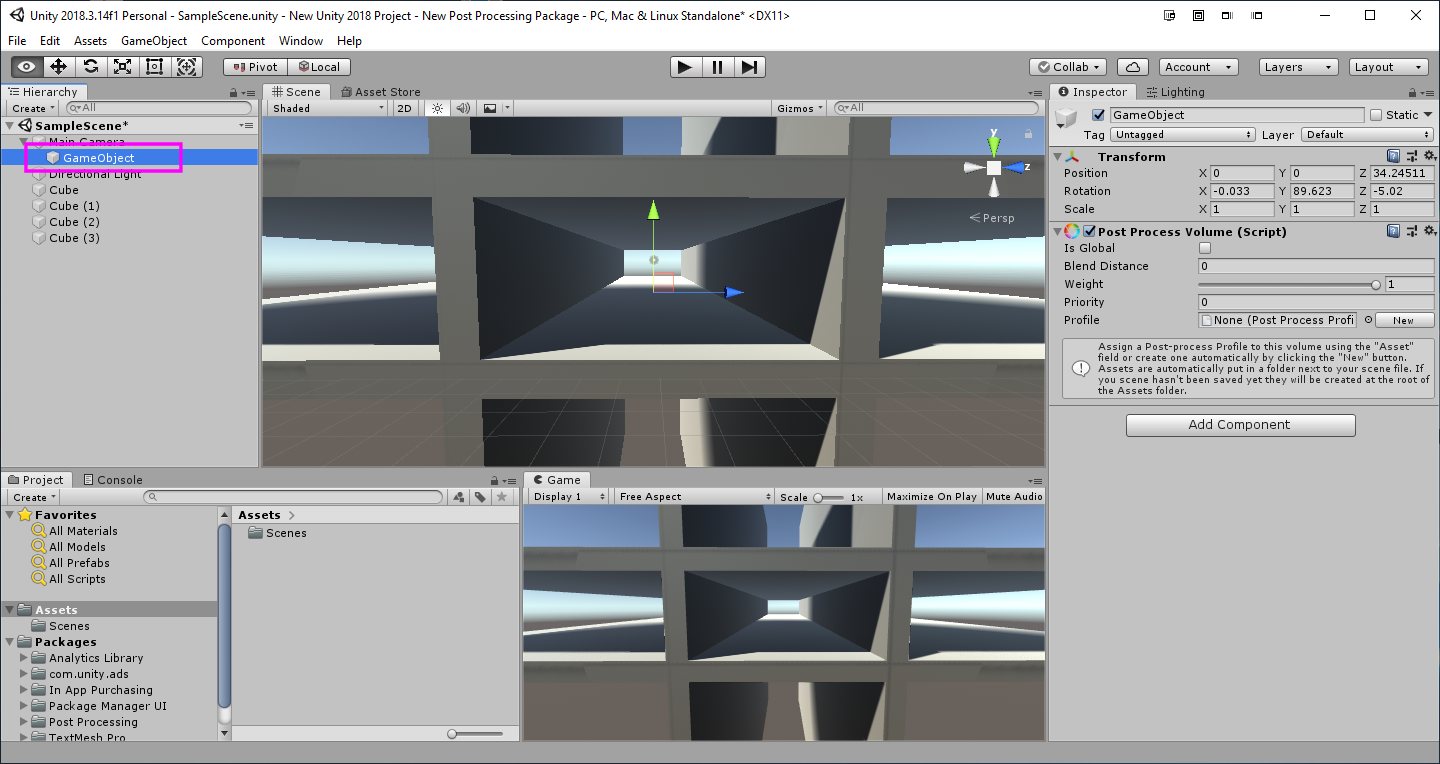 Unity 2018.3.14f1 Personal - SampleScene.unity - New Unity 2018 Project - New Post Processing Package - PC, Mac & Linux Standalone* <DX11>
File Edit Assets GameObject Component Window Help
Pivot Local Collab Account Layers Layout
Hierarchy
Create All
SampleScene*
Main Camera
GameObject
Directional Light
Cube
Cube (1)
Cube (2)
Cube (3)
Scene Asset Store
Shaded 2D Gizmos All
y
z
Persp
Inspector Lighting
GameObject Static
Tag Untagged Layer Default
Transform
Position X 0 Y 0 Z 34.24511
Rotation X -0.033 Y 89.623 Z -5.02
Scale X 1 Y 1 Z 1
Post Process Volume (Script)
Is Global
Blend Distance 0
Weight 1
Priority 0
Profile None (Post Process Profi New
Assign a Post-process Profile to this volume using the "Asset"
field or create one automatically by clicking the "New" button.
Assets are automatically put in a folder next to your scene file. If
you scene hasn't been saved yet they will be created at the root of
the Assets folder.
Add Component
Project Console
Create
Favorites
All Materials
All Models
All Prefabs
All Scripts
Assets
Scenes
Packages
Analytics Library
com.unity.ads
In App Purchasing
Package Manager UI
Post Processing
TextMesh Pro
Assets
Scenes
Game
Display 1 Free Aspect Scale 1x Maximize On Play Mute Audio